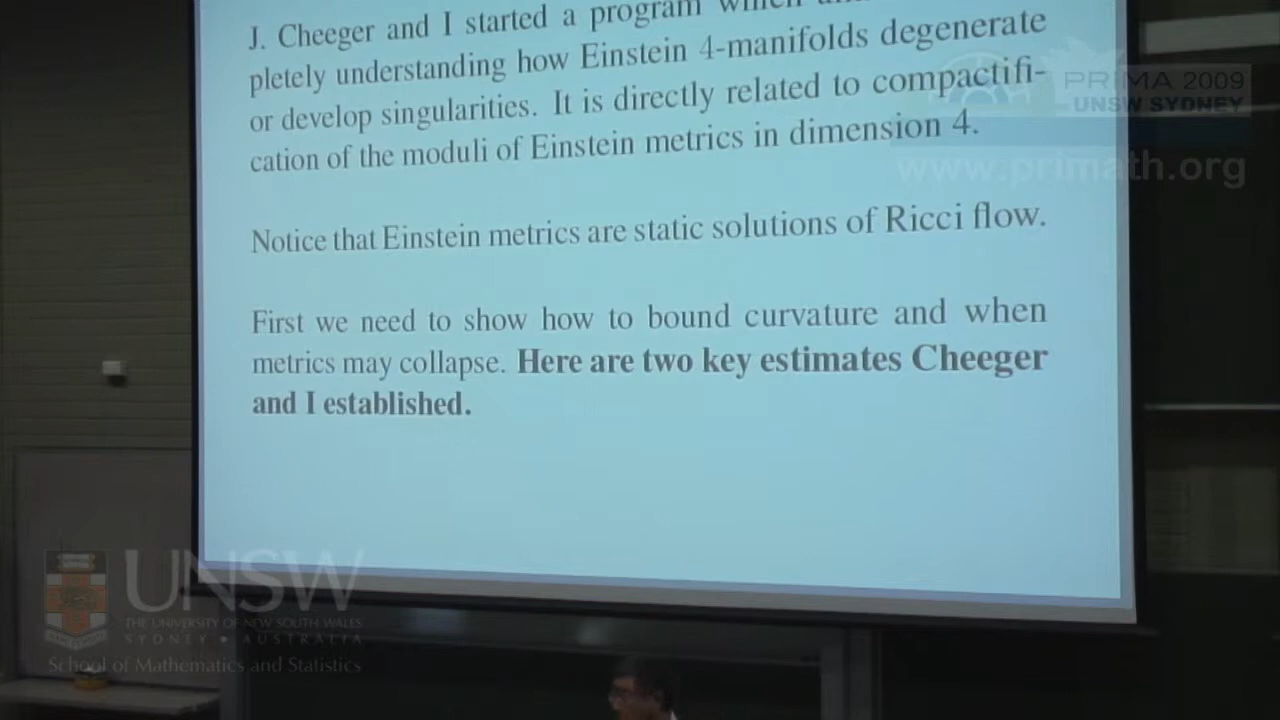 J. Cheeger and I started a program which
pletely understanding how Einstein 4-manifolds degenerate
or develop singularities. It is directly related to compactifi-
cation of the moduli of Einstein metrics in dimension 4.
Notice that Einstein metrics are static solutions of Ricci flow.
First we need to show how to bound curvature and when
metrics may collapse. Here are two key estimates Cheeger
and I established.
PRIMA 2009
UNSW SYDNEY
www.primath.org
UNSW
THE UNIVERSITY OF NEW SOUTH WALES
SYDNEY • AUSTRALIA
School of Mathematics and Statistics